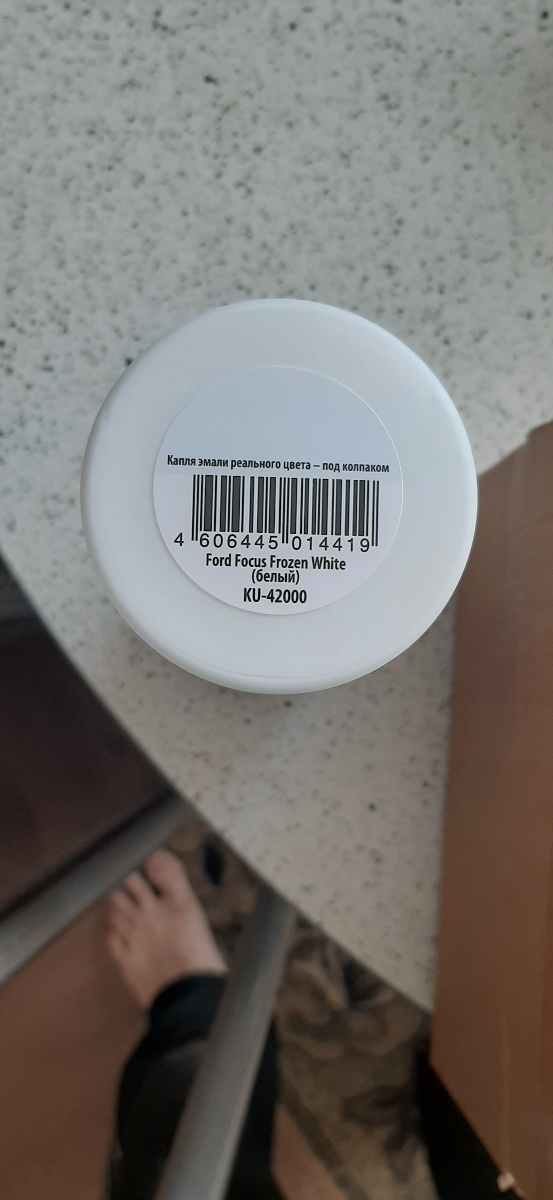 Капля эмали реального цвета – под колпаком
4 606445 014419
Ford Focus Frozen White
(белый)
KU-42000